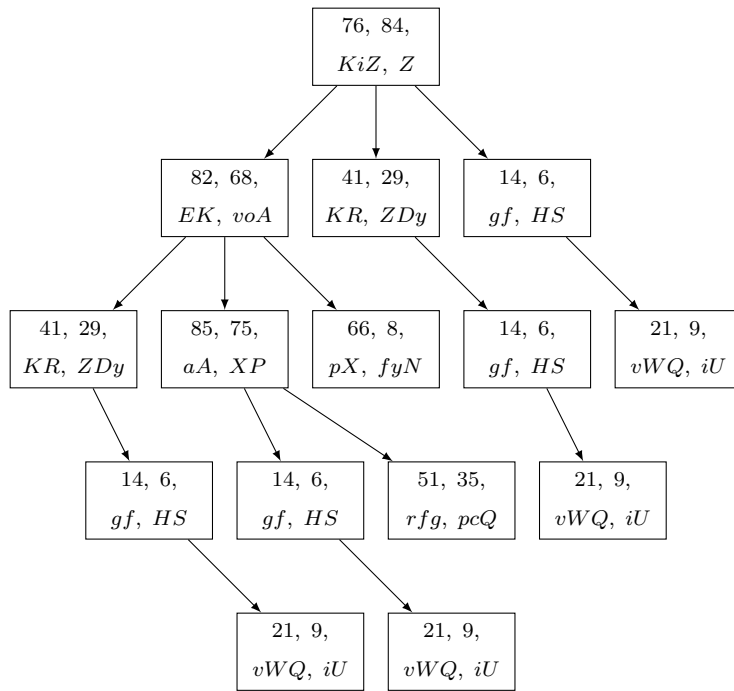 76, 84,
KiZ, Z
82, 68,
EK, voA
41, 29,
KR, ZDy
14, 6,
gf, HS
41, 29,
KR, ZDy
85, 75,
aA, XP
66, 8,
pX, fyN
14, 6,
gf, HS
21, 9,
vWQ, iU
14, 6,
gf, HS
14, 6,
gf, HS
51, 35,
rfg, pcQ
21, 9,
vWQ, iU
21, 9,
vWQ, iU
21, 9,
vWQ, iU